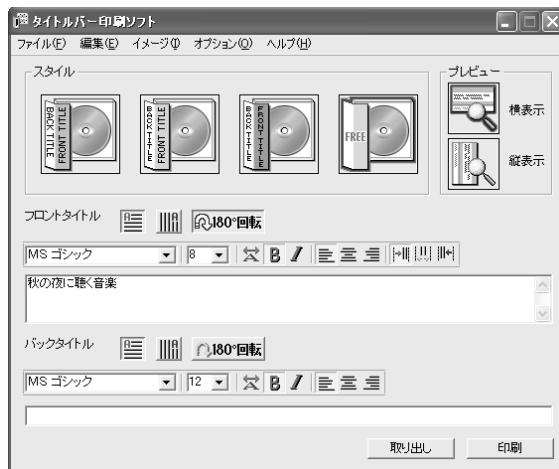 タイトルバー印刷ソフト
ファイル(F) 編集(E) イメージ(I) オプション(O) ヘルプ(H)
スタイル
プレビュー
BACK TITLE FRONT TITLE
BACK TITLE FRONT TITLE
BACK TITLE FRONT TITLE
FREE
横表示
縦表示
フロントタイトル 180°回転
MS ゴシック 8 B I
秋の夜に聴く音楽
バックタイトル 180°回転
MS ゴシック 12 B I
取り出し 印刷